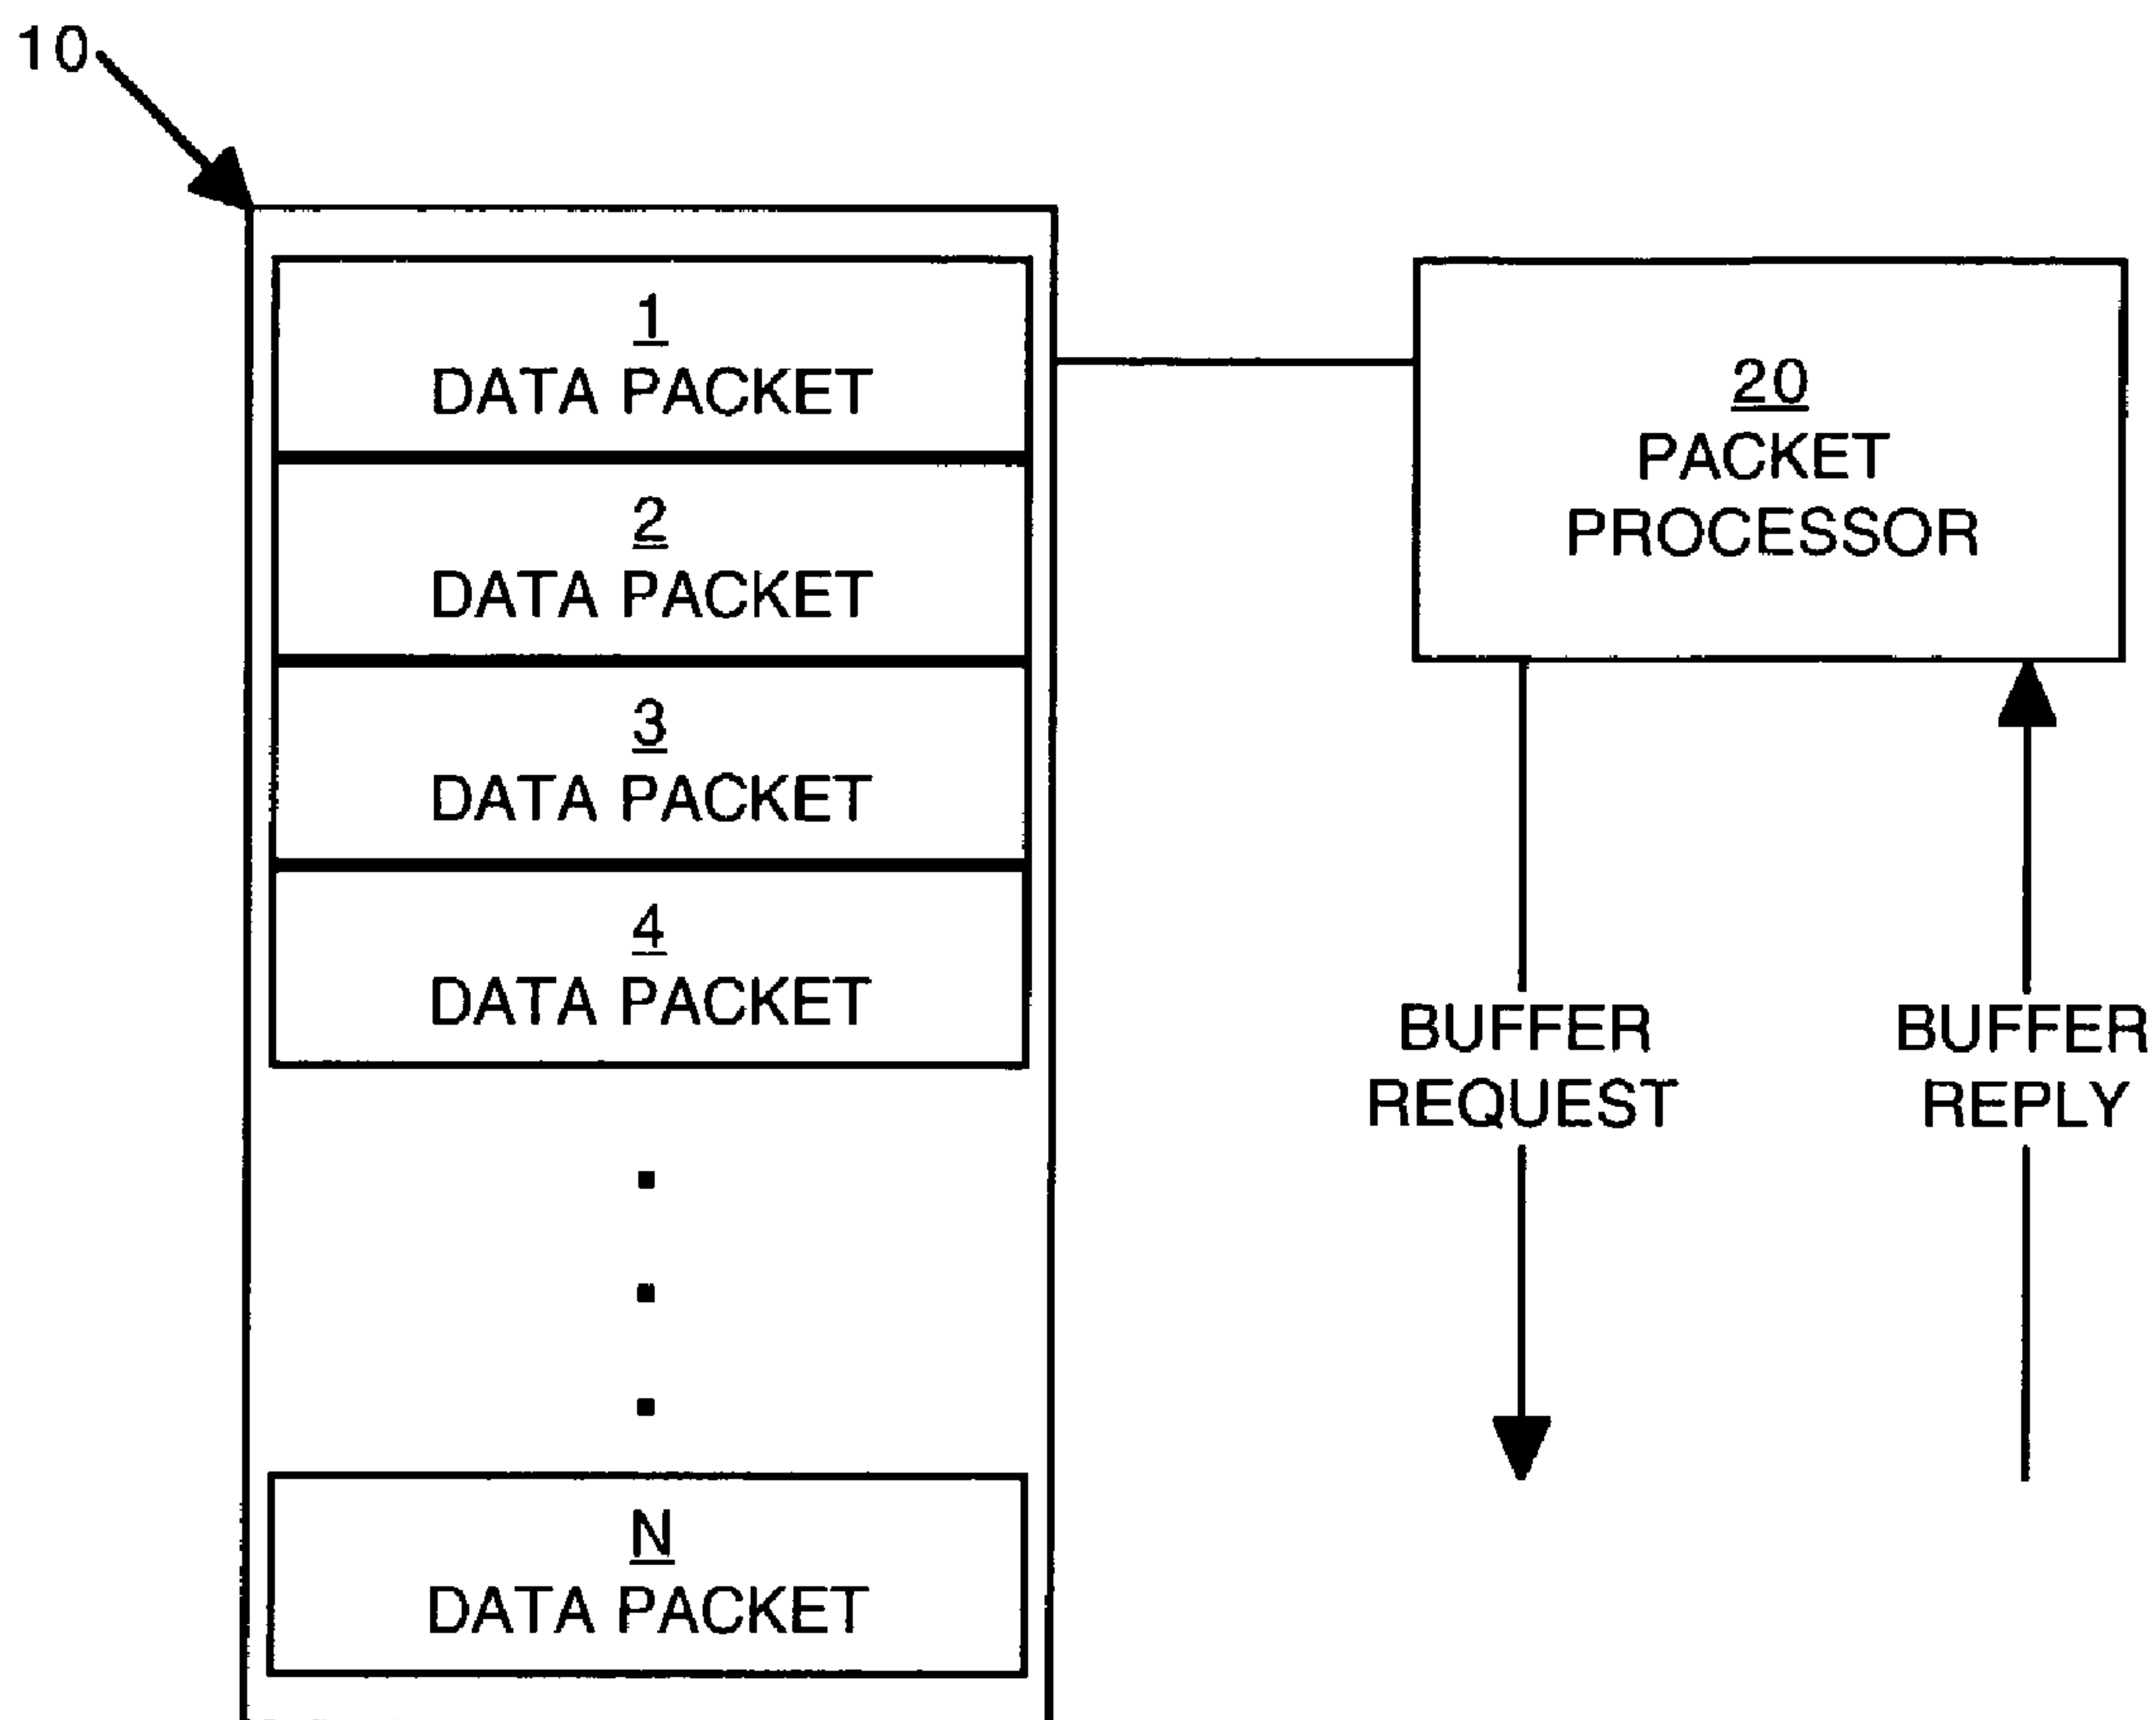 10
1
DATA PACKET
2
DATA PACKET
3
DATA PACKET
4
DATA PACKET
N
DATA PACKET
20
PACKET
PROCESSOR
BUFFER
REQUEST
BUFFER
REPLY